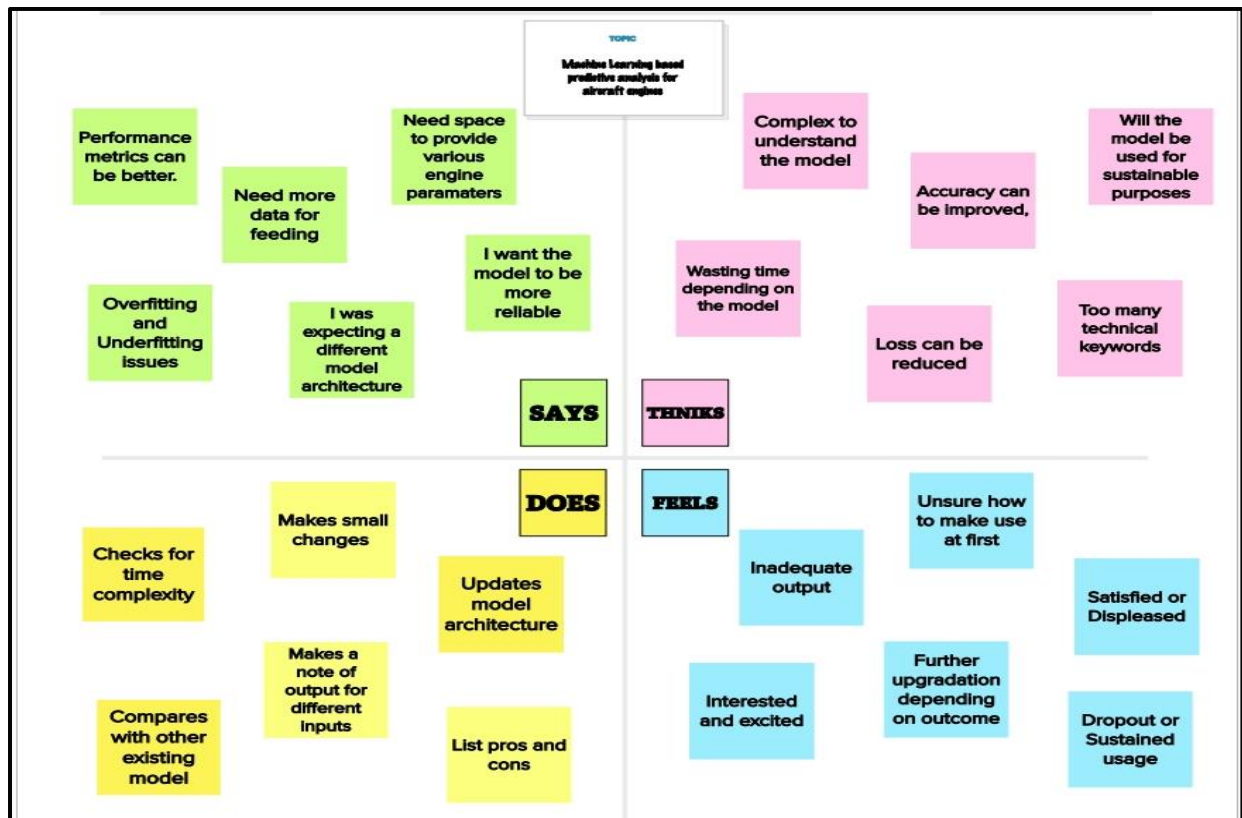 TOPIC
Machine Learning based
predictive analysis for
aircraft engines
Performance
metrics can
be better.
Need more
data for
feeding
Need space
to provide
various
engine
paramaters
Overfitting
and
Underfitting
issues
I was
expecting a
different
model
architecture
I want the
model to be
more
reliable
SAYS
Complex to
understand
the model
Accuracy can
be improved,
Will the
model be
used for
sustainable
purposes
Wasting time
depending on
the model
Loss can be
reduced
Too many
technical
keywords
THNIKS
DOES
Makes small
changes
Checks for
time
complexity
Updates
model
architecture
Makes a
note of
output for
different
inputs
Compares
with other
existing
model
List pros and
cons
FEELS
Unsure how
to make use
at first
Inadequate
output
Satisfied or
Displeased
Interested
and excited
Further
upgradation
depending
on outcome
Dropout or
Sustained
usage